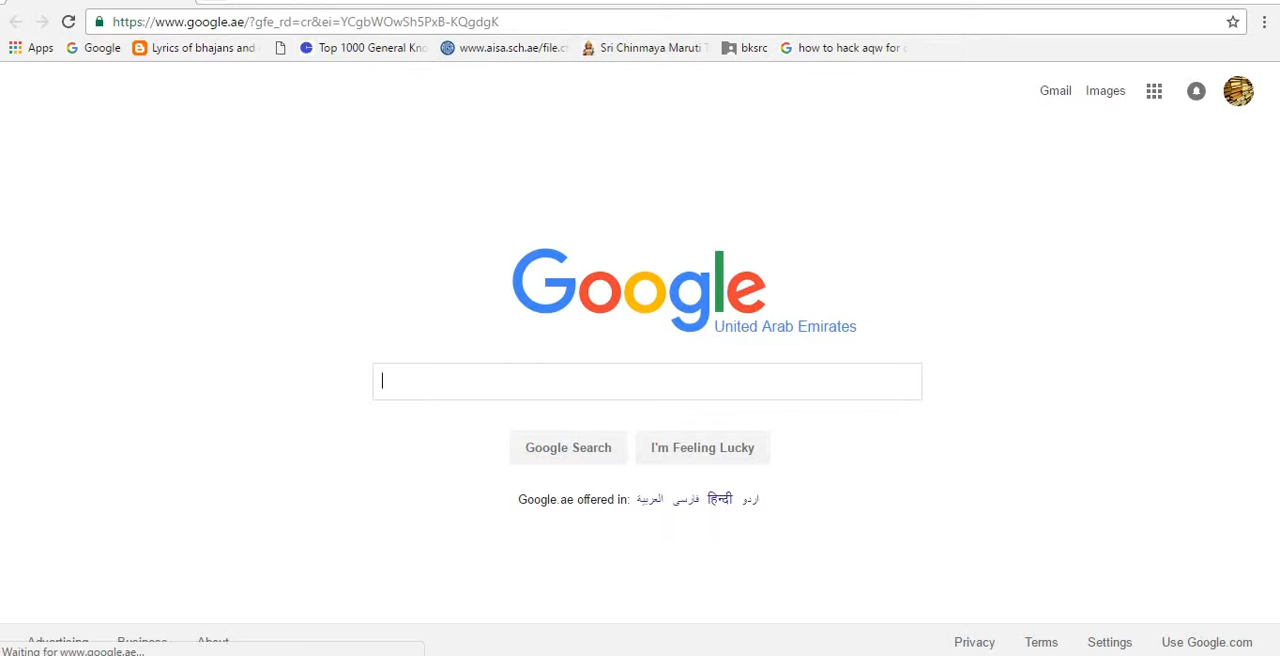 https://www.google.ae/?gfe_rd=cr&ei=YCgbWOwSh5PxB-KQgdgK
Apps Google Lyrics of bhajans and Top 1000 General Kno www.aisa.sch.ae/file.c Sri Chinmaya Maruti T bksrc how to hack aqw for
Gmail Images
Google
United Arab Emirates
Google Search I'm Feeling Lucky
Google.ae offered in: العربية فارسی हिन्दी اردو
Advertising Business About Privacy Terms Settings Use Google.com
Waiting for www.google.ae...